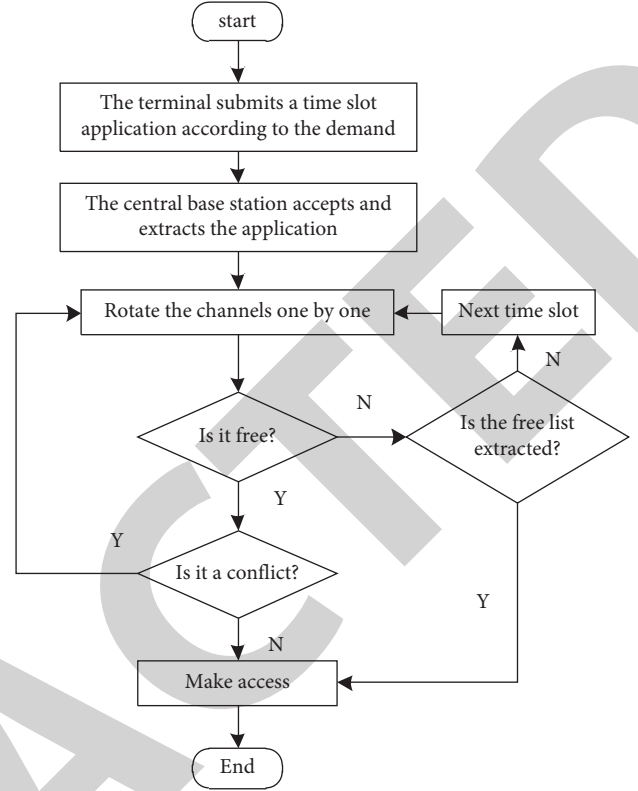 start
The terminal submits a time slot
application according to the demand
The central base station accepts and
extracts the application
Rotate the channels one by one
Next time slot
N
Is it free?
N
Is the free list
extracted?
Y
Y
Is it a conflict?
Y
N
Make access
End
ACTED